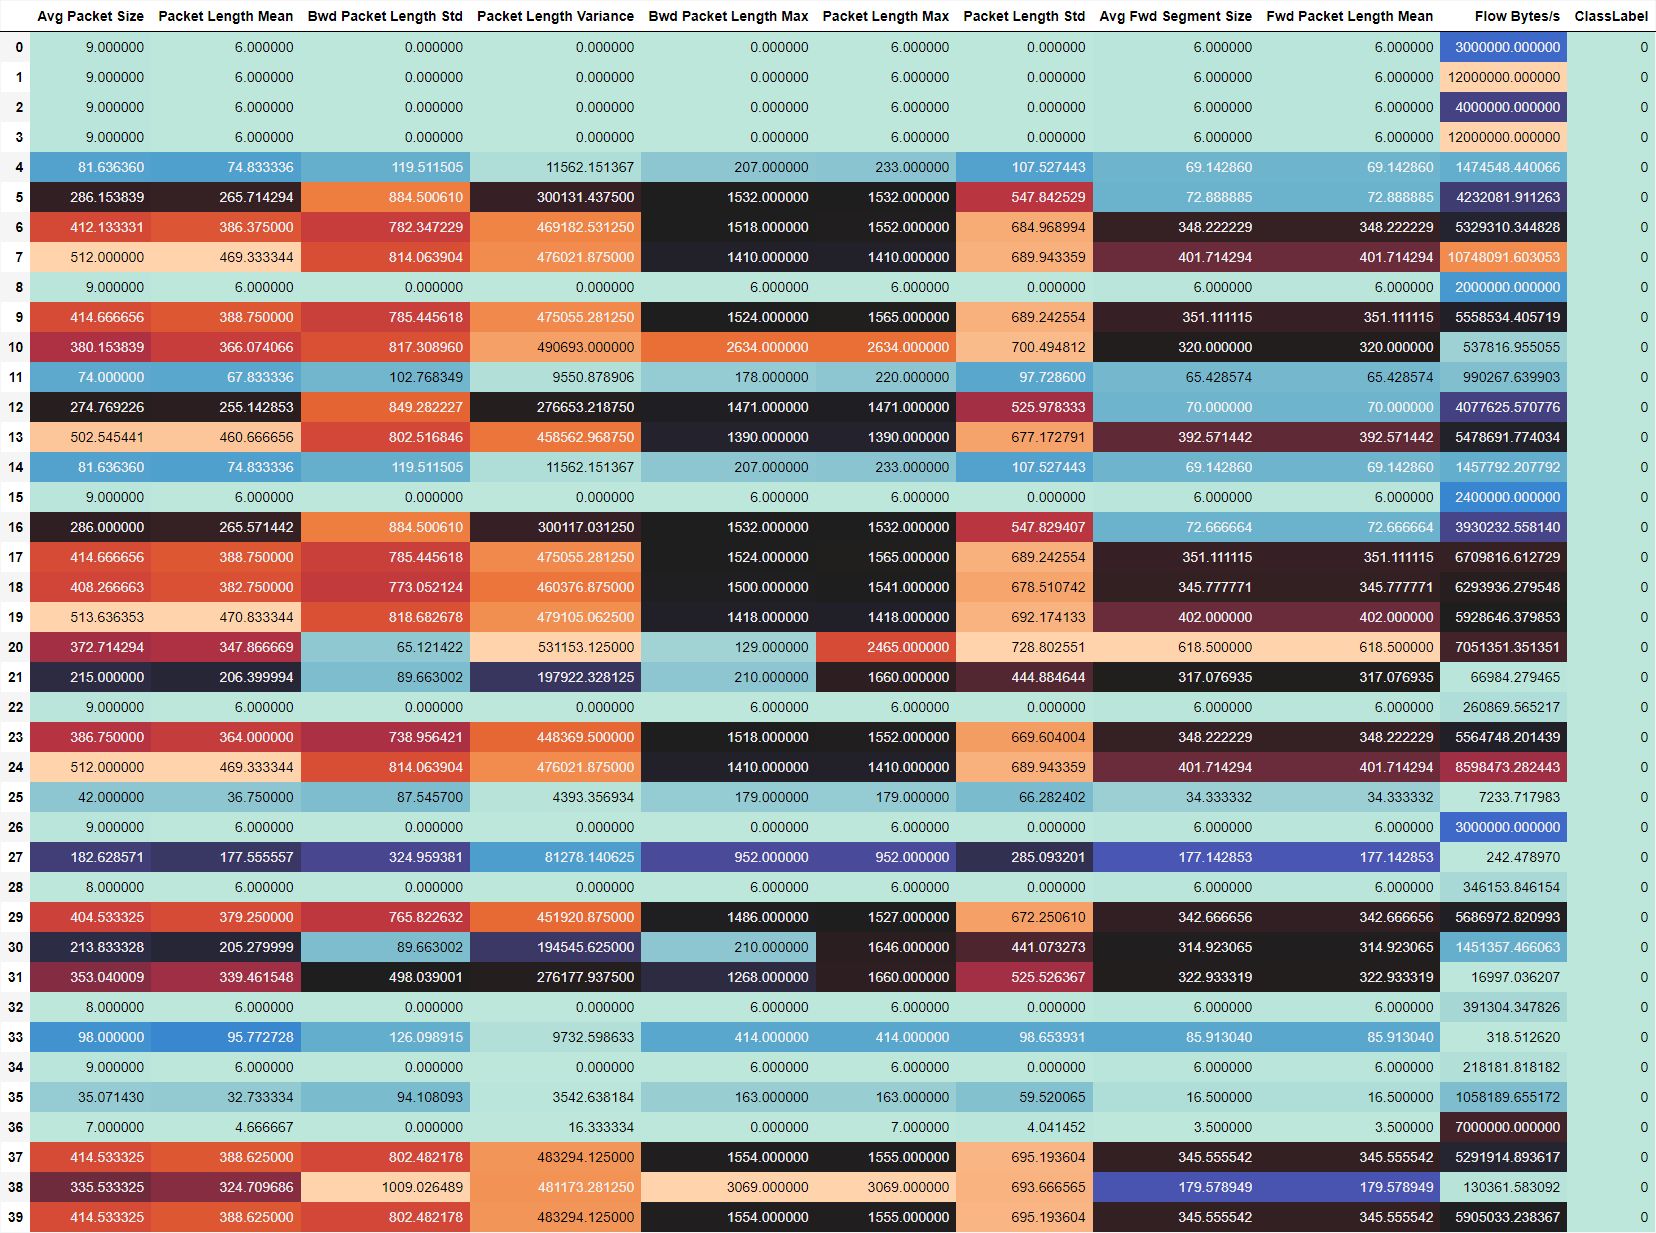 Avg Packet Size Packet Length Mean Bwd Packet Length Std Packet Length Variance Bwd Packet Length Max Packet Length Max Packet Length Std Avg Fwd Segment Size Fwd Packet Length Mean Flow Bytes/s ClassLabel
0 9.000000 6.000000 0.000000 0.000000 0.000000 6.000000 0.000000 6.000000 6.000000 3000000.000000 0
1 9.000000 6.000000 0.000000 0.000000 0.000000 6.000000 0.000000 6.000000 6.000000 12000000.000000 0
2 9.000000 6.000000 0.000000 0.000000 0.000000 6.000000 0.000000 6.000000 6.000000 4000000.000000 0
3 9.000000 6.000000 0.000000 0.000000 0.000000 6.000000 0.000000 6.000000 6.000000 12000000.000000 0
4 81.636360 74.833336 119.511505 11562.151367 207.000000 233.000000 107.527443 69.142860 69.142860 1474548.440066 0
5 286.153839 265.714294 884.500610 300131.437500 1532.000000 1532.000000 547.842529 72.888885 72.888885 4232081.911263 0
6 412.133331 386.375000 782.347229 469182.531250 1518.000000 1552.000000 684.968994 348.222229 348.222229 5329310.344828 0
7 512.000000 469.333344 814.063904 476021.875000 1410.000000 1410.000000 689.943359 401.714294 401.714294 10748091.603053 0
8 9.000000 6.000000 0.000000 0.000000 6.000000 6.000000 0.000000 6.000000 6.000000 2000000.000000 0
9 414.666656 388.750000 785.445618 475055.281250 1524.000000 1565.000000 689.242554 351.111115 351.111115 5558534.405719 0
10 380.153839 366.074066 817.308960 490693.000000 2634.000000 2634.000000 700.494812 320.000000 320.000000 537816.955055 0
11 74.000000 67.833336 102.768349 9550.878906 178.000000 220.000000 97.728600 65.428574 65.428574 990267.639903 0
12 274.769226 255.142853 849.282227 276653.218750 1471.000000 1471.000000 525.978333 70.000000 70.000000 4077625.570776 0
13 502.545441 460.666656 802.516846 458562.968750 1390.000000 1390.000000 677.172791 392.571442 392.571442 5478691.774034 0
14 81.636360 74.833336 119.511505 11562.151367 207.000000 233.000000 107.527443 69.142860 69.142860 1457792.207792 0
15 9.000000 6.000000 0.000000 0.000000 6.000000 6.000000 0.000000 6.000000 6.000000 2400000.000000 0
16 286.000000 265.571442 884.500610 300117.031250 1532.000000 1532.000000 547.829407 72.666664 72.666664 3930232.558140 0
17 414.666656 388.750000 785.445618 475055.281250 1524.000000 1565.000000 689.242554 351.111115 351.111115 6709816.612729 0
18 408.266663 382.750000 773.052124 460376.875000 1500.000000 1541.000000 678.510742 345.777771 345.777771 6293936.279548 0
19 513.636353 470.833344 818.682678 479105.062500 1418.000000 1418.000000 692.174133 402.000000 402.000000 5928646.379853 0
20 372.714294 347.866669 65.121422 531153.125000 129.000000 2465.000000 728.802551 618.500000 618.500000 7051351.351351 0
21 215.000000 206.399994 89.663002 197922.328125 210.000000 1660.000000 444.884644 317.076935 317.076935 66984.279465 0
22 9.000000 6.000000 0.000000 0.000000 6.000000 6.000000 0.000000 6.000000 6.000000 260869.565217 0
23 386.750000 364.000000 738.956421 448369.500000 1518.000000 1552.000000 669.604004 348.222229 348.222229 5564748.201439 0
24 512.000000 469.333344 814.063904 476021.875000 1410.000000 1410.000000 689.943359 401.714294 401.714294 8598473.282443 0
25 42.000000 36.750000 87.545700 4393.356934 179.000000 179.000000 66.282402 34.333332 34.333332 7233.717983 0
26 9.000000 6.000000 0.000000 0.000000 0.000000 6.000000 0.000000 6.000000 6.000000 3000000.000000 0
27 182.628571 177.555557 324.959381 81278.140625 952.000000 952.000000 285.093201 177.142853 177.142853 242.478970 0
28 8.000000 6.000000 0.000000 0.000000 6.000000 6.000000 0.000000 6.000000 6.000000 346153.846154 0
29 404.533325 379.250000 765.822632 451920.875000 1486.000000 1527.000000 672.250610 342.666656 342.666656 5686972.820993 0
30 213.833328 205.279999 89.663002 194545.625000 210.000000 1646.000000 441.073273 314.923065 314.923065 1451357.466063 0
31 353.040009 339.461548 498.039001 276177.937500 1268.000000 1660.000000 525.526367 322.933319 322.933319 16997.036207 0
32 8.000000 6.000000 0.000000 0.000000 6.000000 6.000000 0.000000 6.000000 6.000000 391304.347826 0
33 98.000000 95.772728 126.098915 9732.598633 414.000000 414.000000 98.653931 85.913040 85.913040 318.512620 0
34 9.000000 6.000000 0.000000 0.000000 6.000000 6.000000 0.000000 6.000000 6.000000 218181.818182 0
35 35.071430 32.733334 94.108093 3542.638184 163.000000 163.000000 59.520065 16.500000 16.500000 1058189.655172 0
36 7.000000 4.666667 0.000000 16.333334 0.000000 7.000000 4.041452 3.500000 3.500000 7000000.000000 0
37 414.533325 388.625000 802.482178 483294.125000 1554.000000 1555.000000 695.193604 345.555542 345.555542 5291914.893617 0
38 335.533325 324.709686 1009.026489 481173.281250 3069.000000 3069.000000 693.666565 179.578949 179.578949 130361.583092 0
39 414.533325 388.625000 802.482178 483294.125000 1554.000000 1555.000000 695.193604 345.555542 345.555542 5905033.238367 0